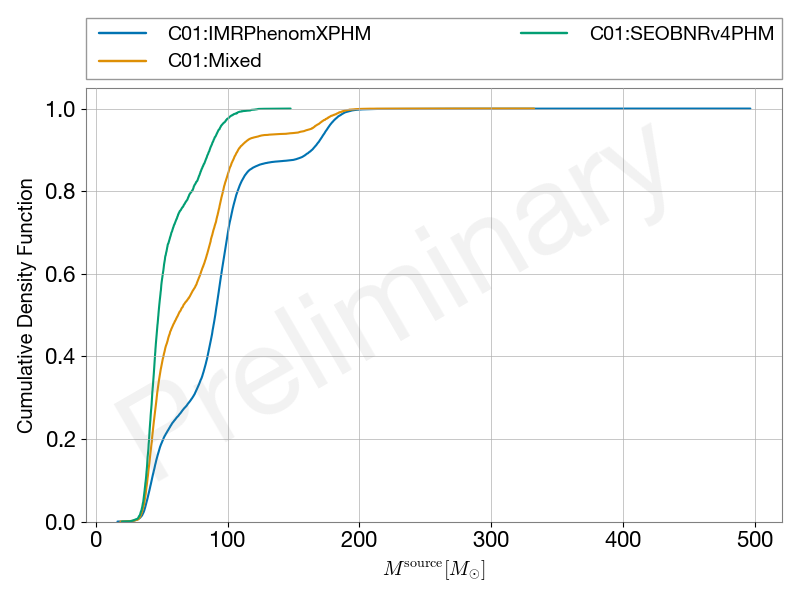 C01:IMRPhenomXPHM
C01:Mixed
C01:SEOBNRv4PHM
Cumulative Density Function
1.0
0.8
0.6
0.4
0.2
0.0
Preliminary
0 100 200 300 400 500
M^source [M_⊙]